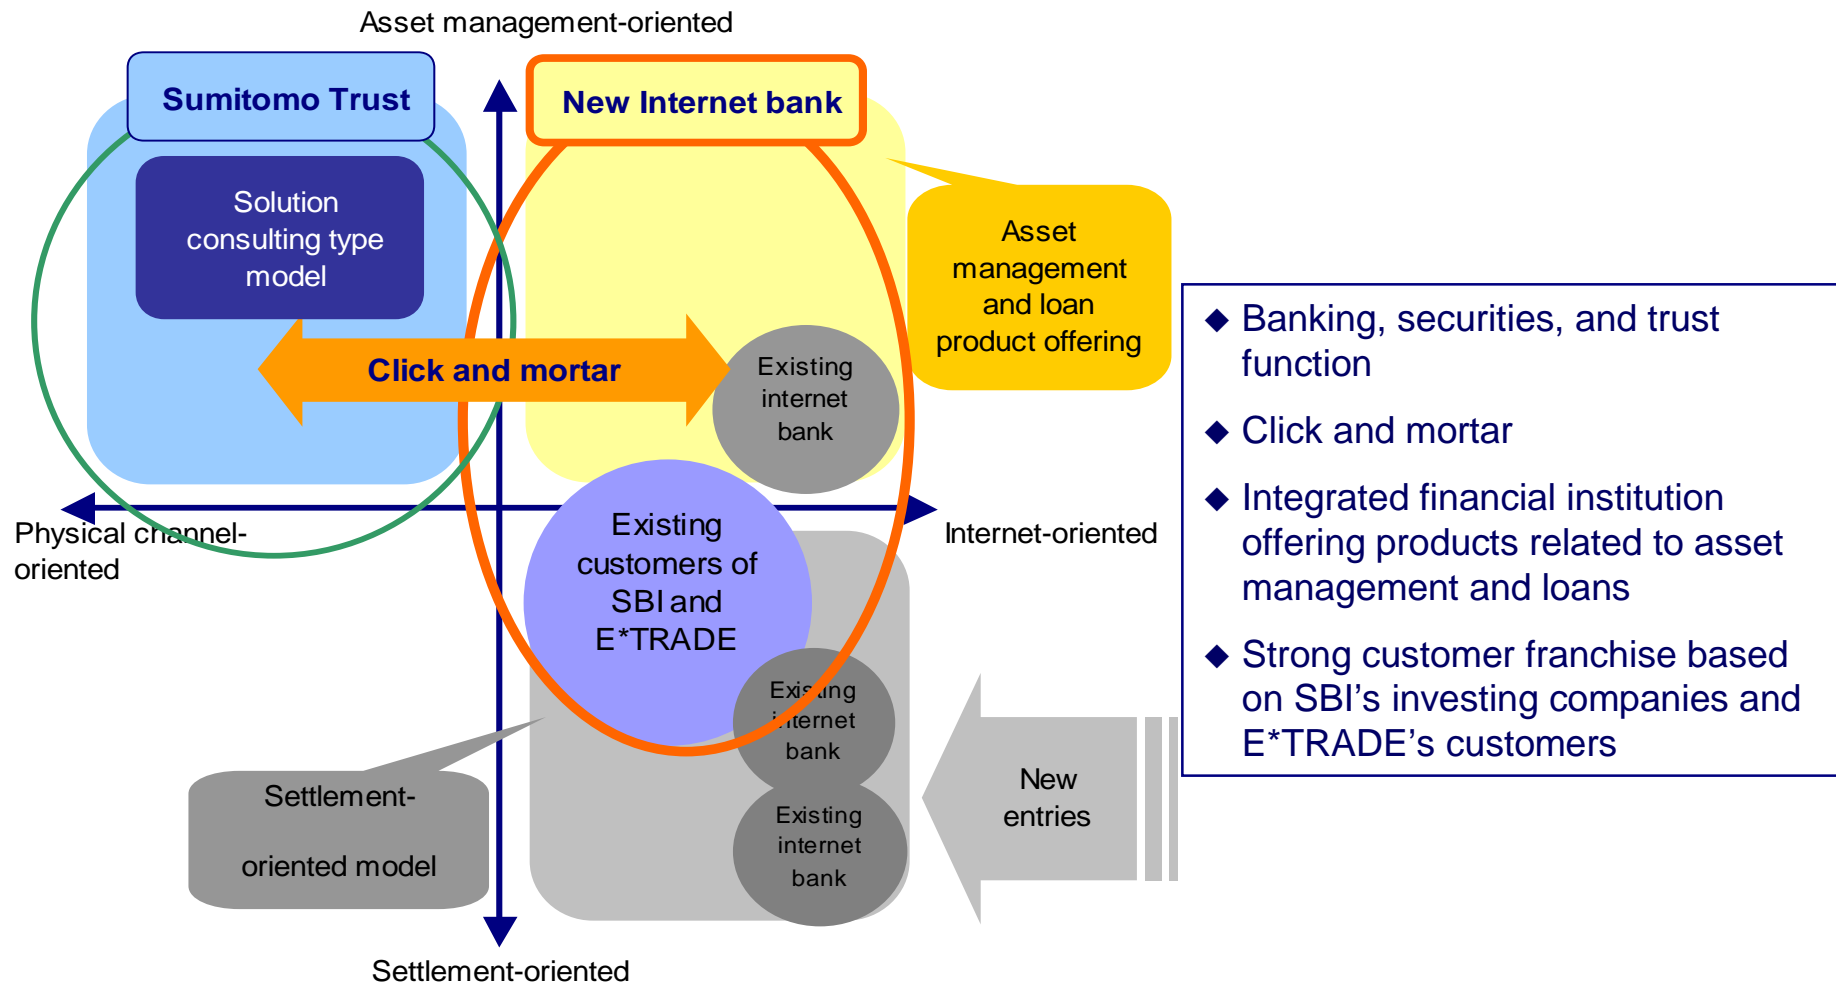 Asset management-oriented
Sumitomo Trust
New Internet bank
Solution
consulting type
model
Asset
management
and loan
product offering
Click and mortar
Existing
internet
bank
Physical channel-
oriented
Internet-oriented
Existing
customers of
SBI and
E*TRADE
Existing
internet
bank
Existing
internet
bank
Settlement-
oriented model
New
entries
Settlement-oriented
◆ Banking, securities, and trust
function
◆ Click and mortar
◆ Integrated financial institution
offering products related to asset
management and loans
◆ Strong customer franchise based
on SBI’s investing companies and
E*TRADE’s customers